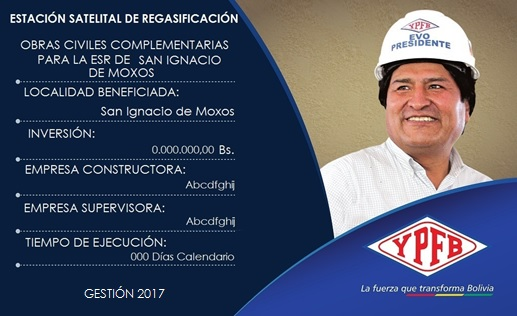 ESTACIÓN SATELITAL DE REGASIFICACIÓN
OBRAS CIVILES COMPLEMENTARIAS
PARA LA ESR DE SAN IGNACIO
DE MOXOS
LOCALIDAD BENEFICIADA:
San Ignacio de Moxos
INVERSIÓN:
0.000.000,00 Bs.
EMPRESA CONSTRUCTORA:
Abcdfghij
EMPRESA SUPERVISORA:
Abcdfghij
TIEMPO DE EJECUCIÓN:
000 Días Calendario
GESTIÓN 2017
YPFB
EVO
PRESIDENTE
YPFB
La fuerza que transforma Bolivia